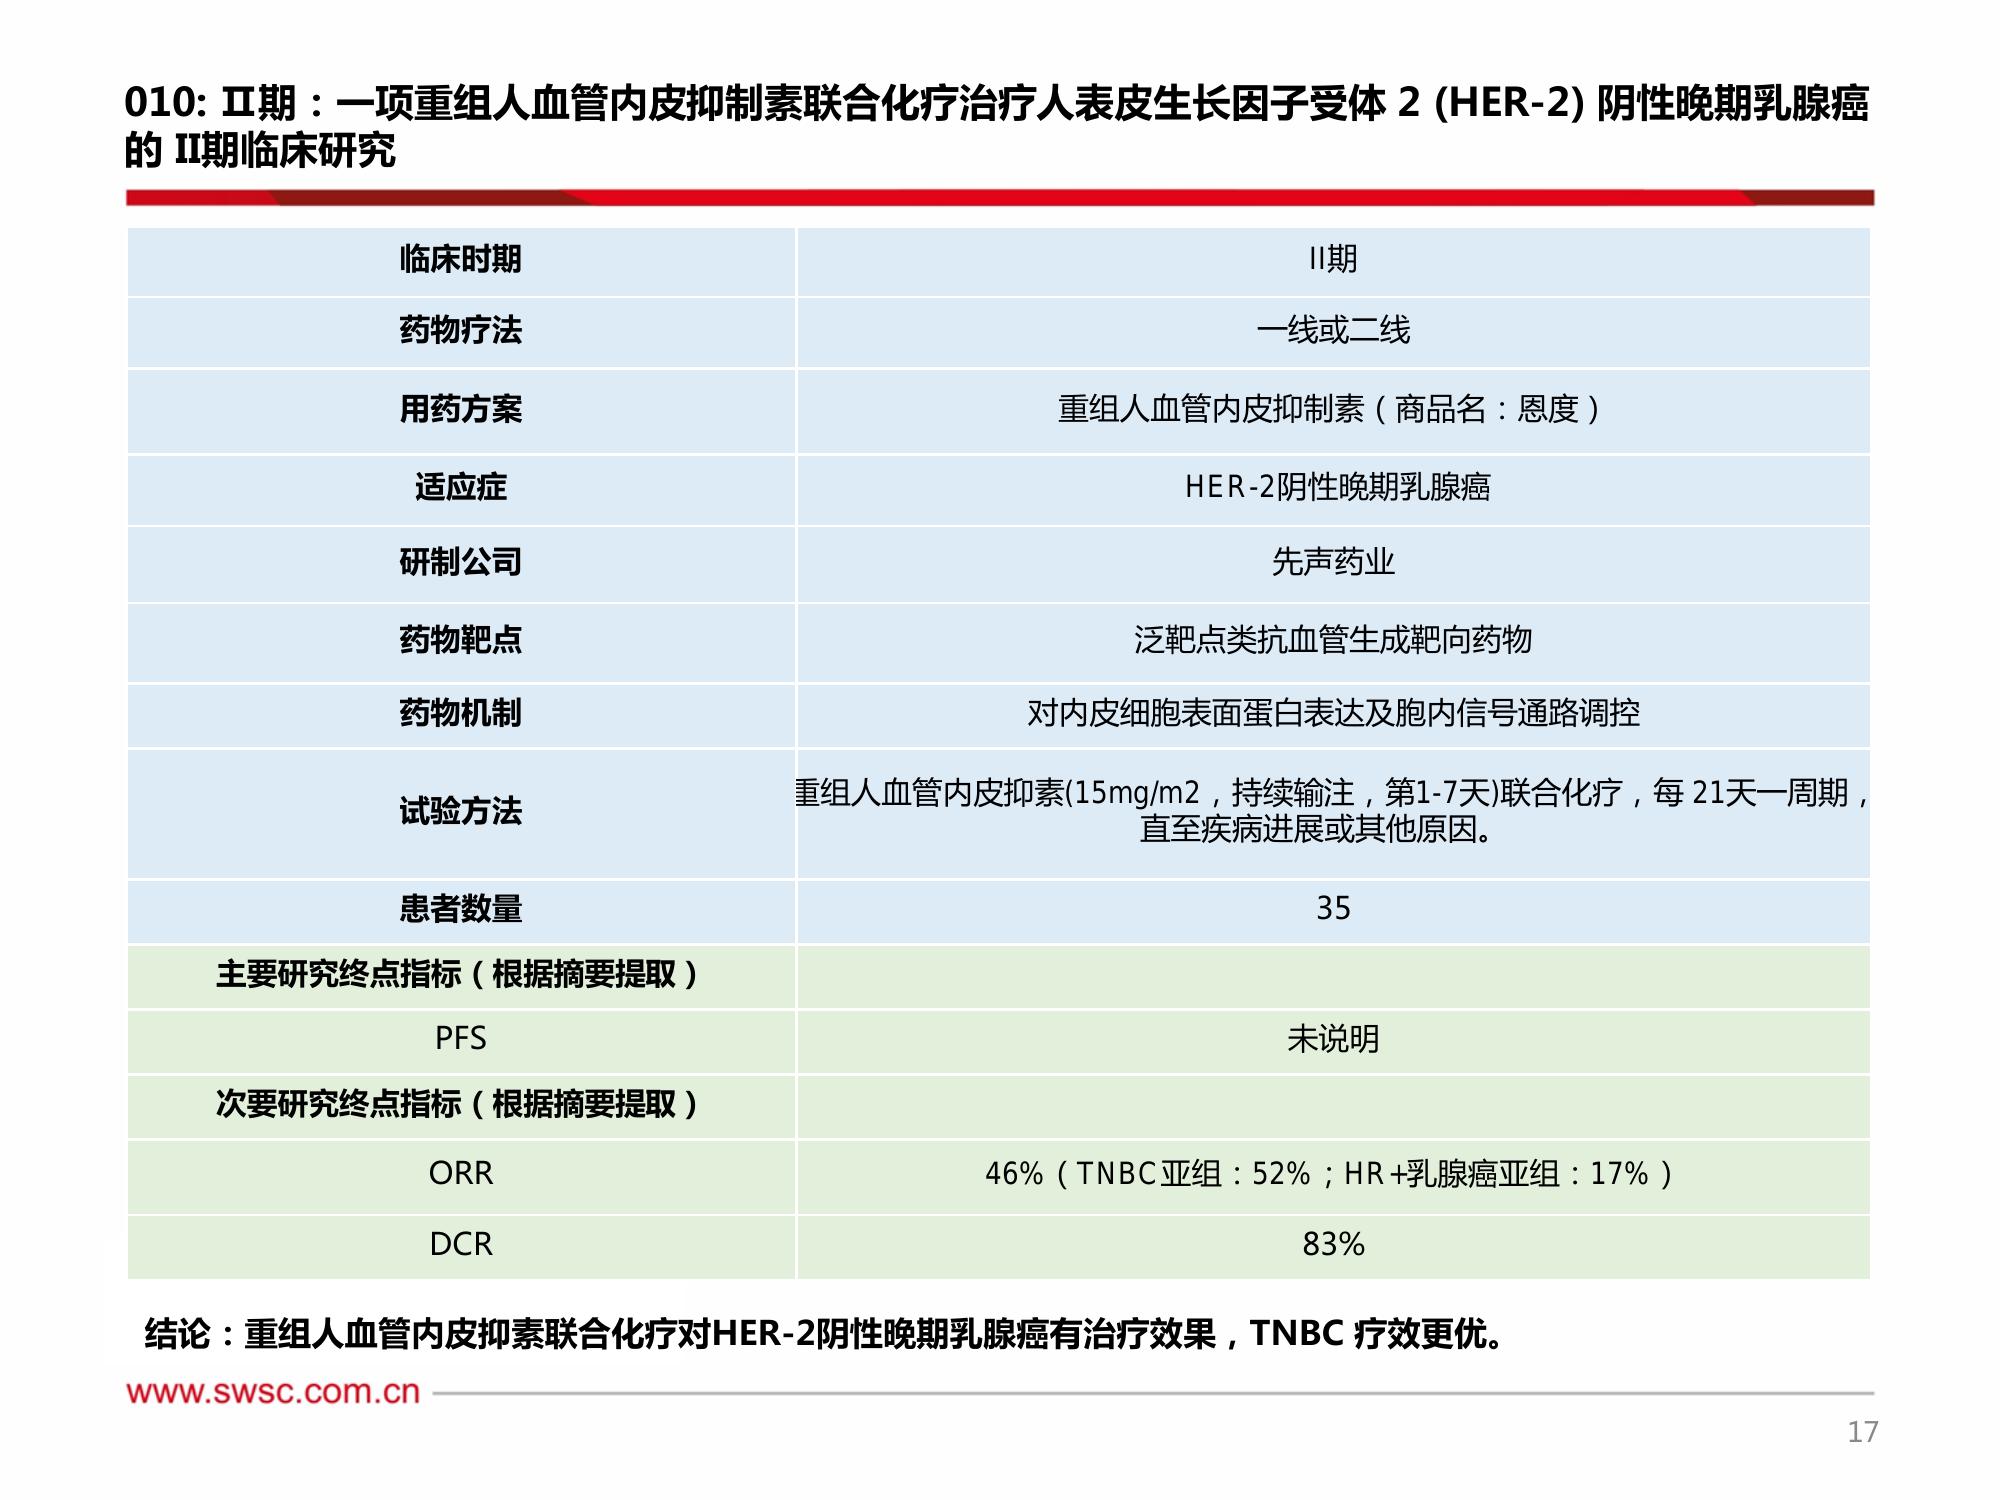 010: Ⅱ期：一项重组人血管内皮抑制素联合化疗治疗人表皮生长因子受体 2 (HER-2) 阴性晚期乳腺癌
的 II期临床研究
临床时期 II期
药物疗法 一线或二线
用药方案 重组人血管内皮抑制素（商品名：恩度）
适应症 HER-2阴性晚期乳腺癌
研制公司 先声药业
药物靶点 泛靶点类抗血管生成靶向药物
药物机制 对内皮细胞表面蛋白表达及胞内信号通路调控
试验方法 重组人血管内皮抑素(15mg/m2，持续输注，第1-7天)联合化疗，每 21天一周期，
直至疾病进展或其他原因。
患者数量 35
主要研究终点指标（根据摘要提取）
PFS 未说明
次要研究终点指标（根据摘要提取）
ORR 46%（TNBC亚组：52%；HR+乳腺癌亚组：17%）
DCR 83%
结论：重组人血管内皮抑素联合化疗对HER-2阴性晚期乳腺癌有治疗效果，TNBC 疗效更优。
www.swsc.com.cn
17